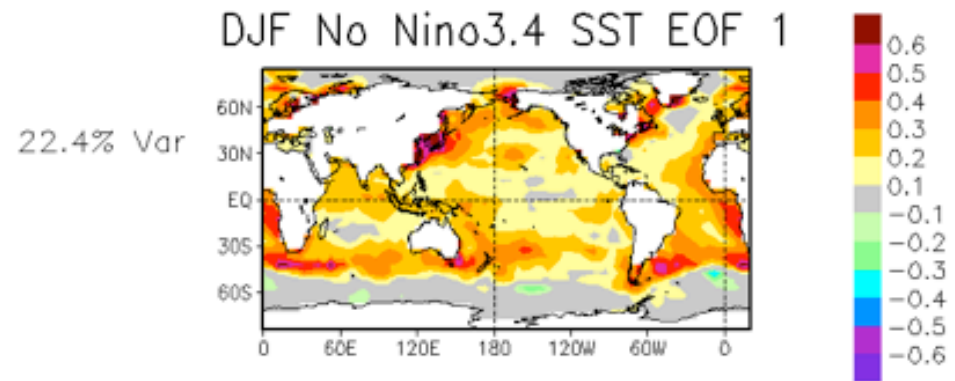 DJF No Nino3.4 SST EOF 1
22.4% Var
60N
30N
EQ
30S
60S
0 60E 120E 180 120W 60W 0
0.6
0.5
0.4
0.3
0.2
0.1
-0.1
-0.2
-0.3
-0.4
-0.5
-0.6